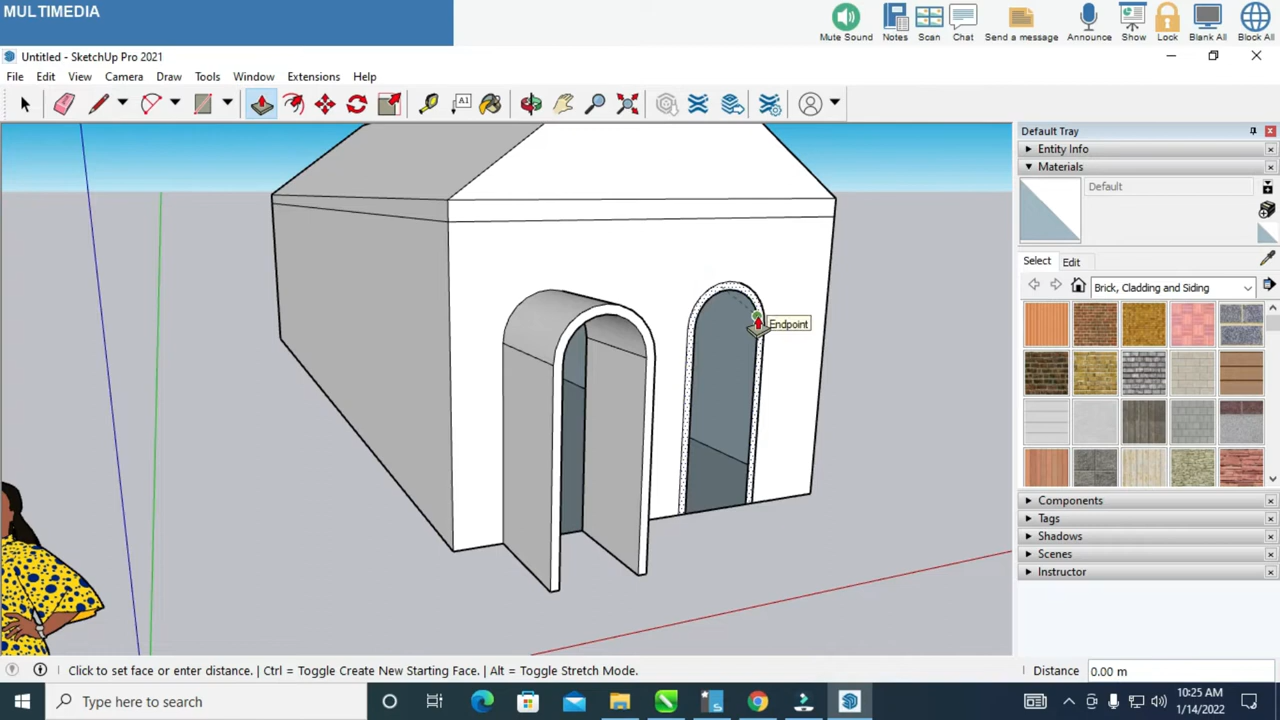 MULTIMEDIA
Mute Sound Notes Scan Chat Send a message Announce Show Lock Blank All Block All
Untitled - SketchUp Pro 2021
File Edit View Camera Draw Tools Window Extensions Help
A1
Default Tray
Entity Info
Materials
Default
Select Edit
Brick, Cladding and Siding
Endpoint
Components
Tags
Shadows
Scenes
Instructor
Click to set face or enter distance. | Ctrl = Toggle Create New Starting Face. | Alt = Toggle Stretch Mode.
Distance 0.00 m
Type here to search
10:25 AM
1/14/2022